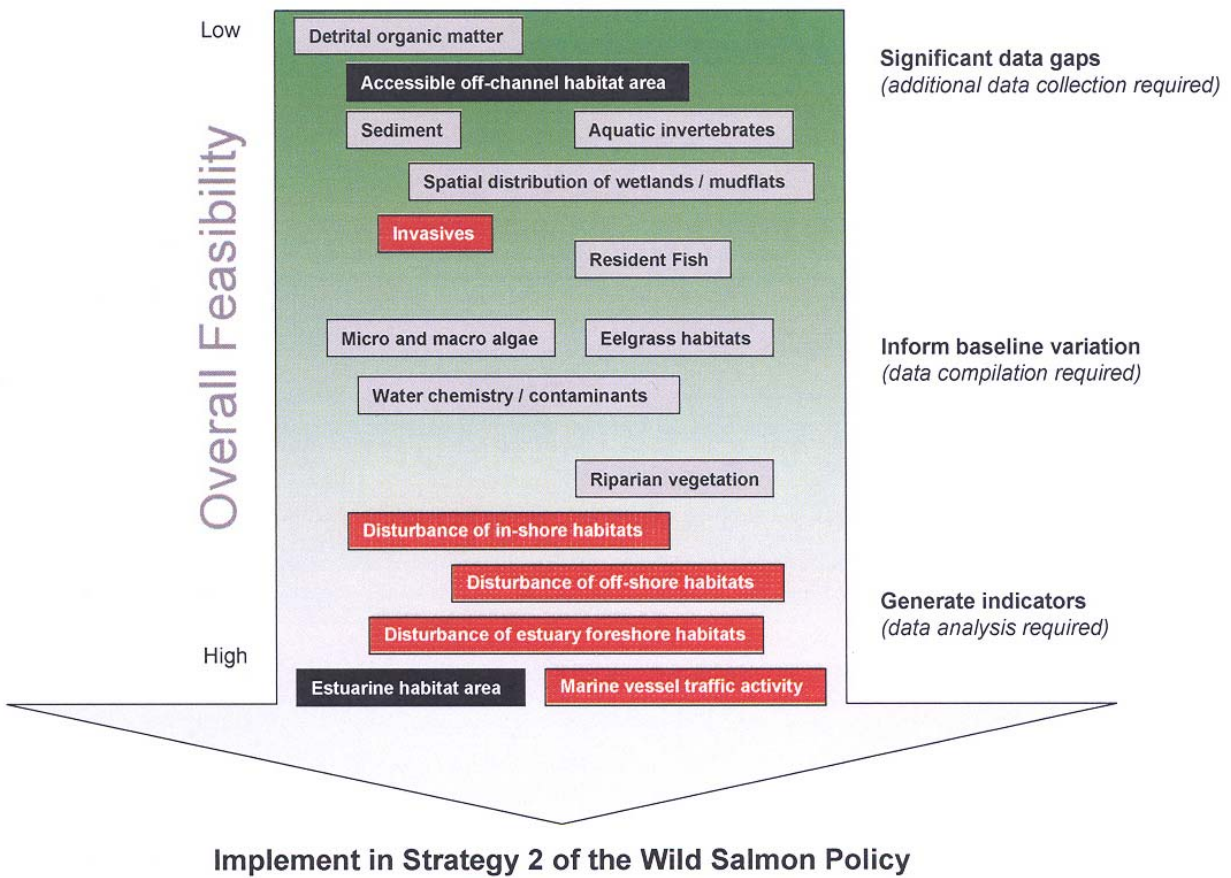 Low
Detrital organic matter
Accessible off-channel habitat area
Significant data gaps
(additional data collection required)
Sediment
Aquatic invertebrates
Spatial distribution of wetlands / mudflats
Invasives
Resident Fish
Overall Feasibility
Micro and macro algae
Eelgrass habitats
Inform baseline variation
(data compilation required)
Water chemistry / contaminants
Riparian vegetation
Disturbance of in-shore habitats
Disturbance of off-shore habitats
Generate indicators
(data analysis required)
Disturbance of estuary foreshore habitats
High
Estuarine habitat area
Marine vessel traffic activity
Implement in Strategy 2 of the Wild Salmon Policy